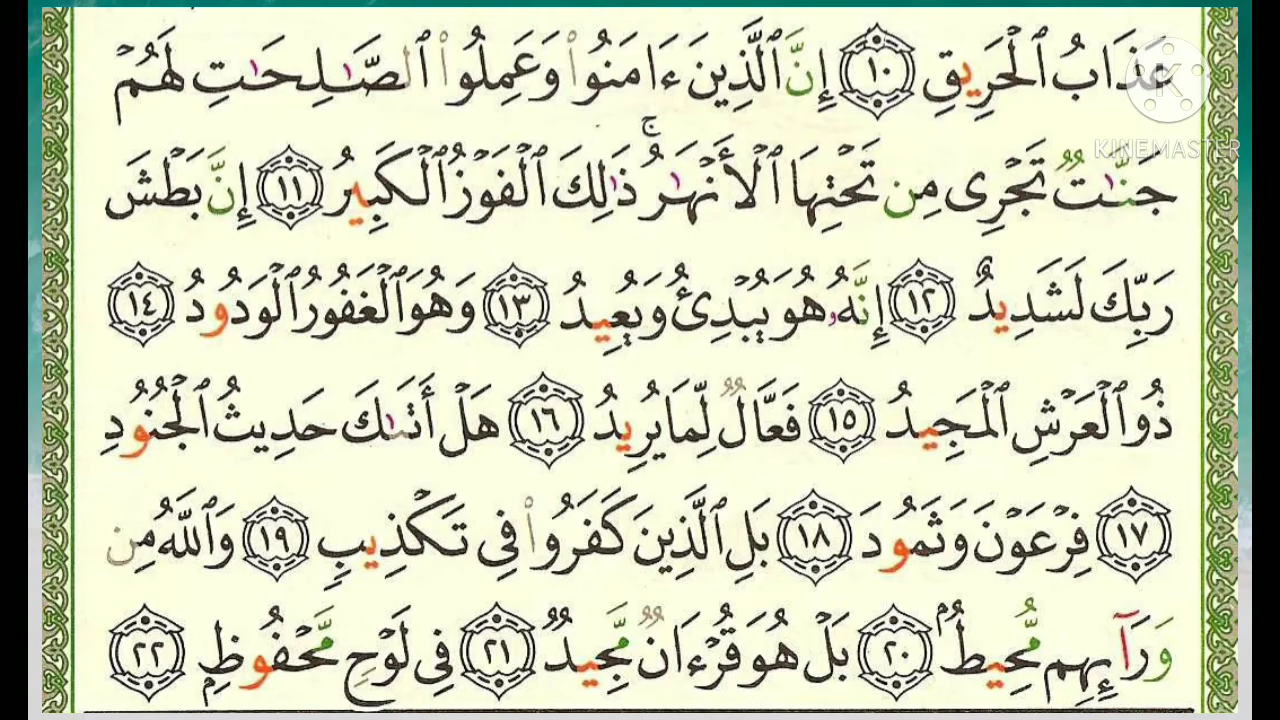 عَذَابُ ٱلْحَرِيقِ ١٠ إِنَّ ٱلَّذِينَ ءَامَنُوا۟ وَعَمِلُوا۟ ٱلصَّـٰلِحَـٰتِ لَهُمْ
KINEMASTER
جَنَّـٰتٌ تَجْرِى مِن تَحْتِهَا ٱلْأَنْهَـٰرُ ۚ ذَٰلِكَ ٱلْفَوْزُ ٱلْكَبِيرُ ١١ إِنَّ بَطْشَ
رَبِّكَ لَشَدِيدٌ ١٢ إِنَّهُۥ هُوَ يُبْدِئُ وَيُعِيدُ ١٣ وَهُوَ ٱلْغَفُورُ ٱلْوَدُودُ ١٤
ذُو ٱلْعَرْشِ ٱلْمَجِيدُ ١٥ فَعَّالٌ لِّمَا يُرِيدُ ١٦ هَلْ أَتَىٰكَ حَدِيثُ ٱلْجُنُودِ
١٧ فِرْعَوْنَ وَثَمُودَ ١٨ بَلِ ٱلَّذِينَ كَفَرُوا۟ فِى تَكْذِيبٍ ١٩ وَٱللَّهُ مِن
وَرَآئِهِم مُّحِيطٌۢ ٢٠ بَلْ هُوَ قُرْءَانٌ مَّجِيدٌ ٢١ فِى لَوْحٍ مَّحْفُوظٍۭ ٢٢